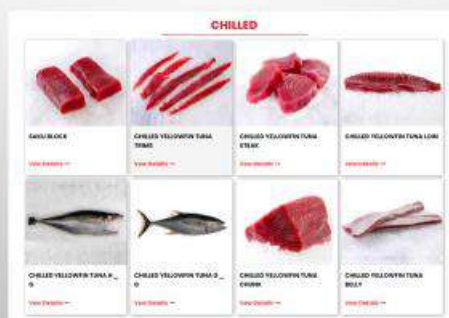 CHILLED
SAKU BLOCK
CHILLED YELLOWFIN TUNA
TRIMS
CHILLED YELLOWFIN TUNA
STEAK
CHILLED YELLOWFIN TUNA LOIN
View Details
View Details
View Details
View Details
CHILLED YELLOWFIN TUNA H _
G
CHILLED YELLOWFIN TUNA G _
G
CHILLED YELLOWFIN TUNA
CHUNK
CHILLED YELLOWFIN TUNA
BELLY
View Details
View Details
View Details
View Details